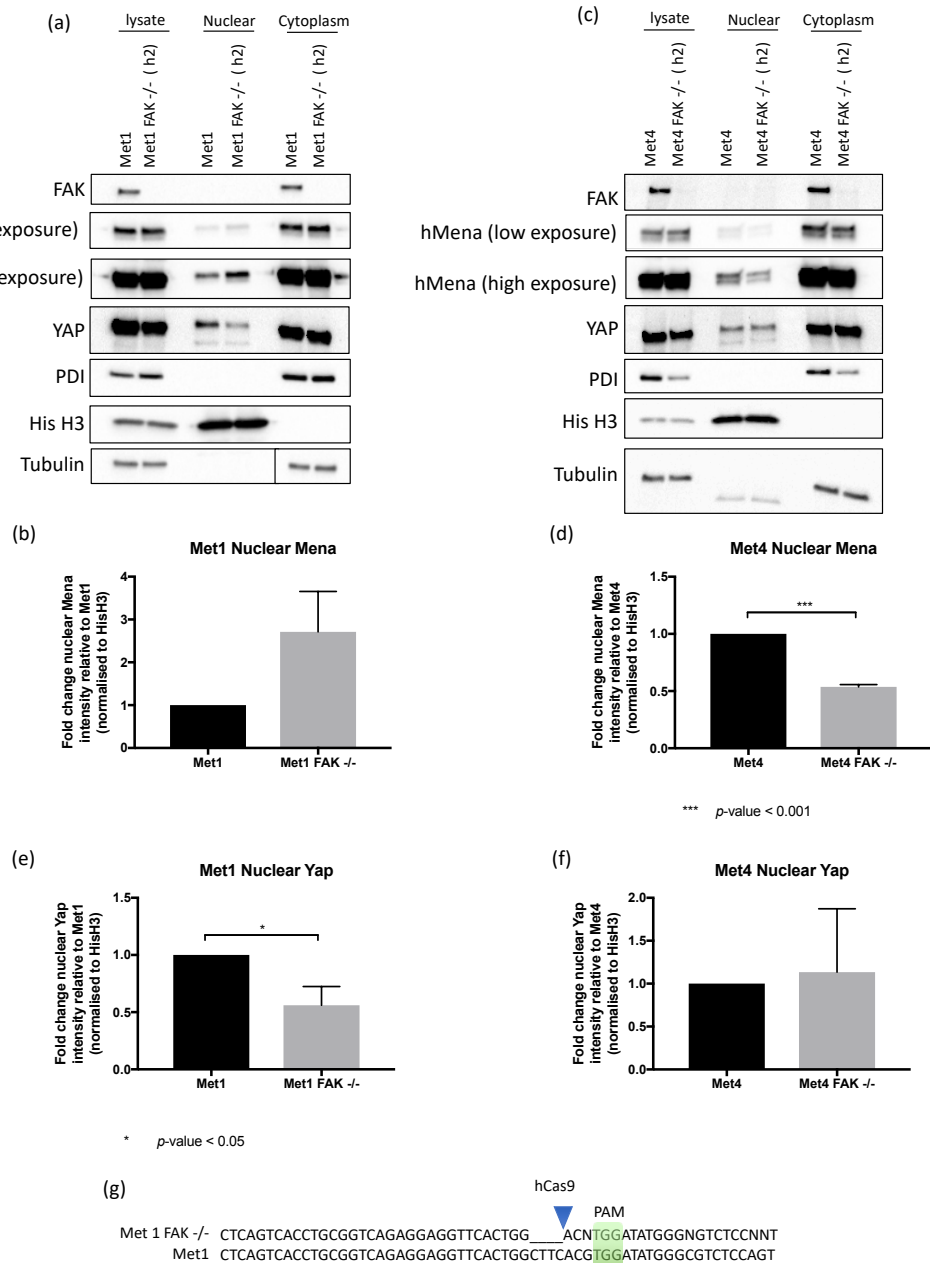 (a)
lysate Nuclear Cytoplasm
Met1
Met1 FAK -/- ( h2)
Met1
Met1 FAK -/- ( h2)
Met1
Met1 FAK -/- ( h2)
FAK
exposure)
exposure)
YAP
PDI
His H3
Tubulin
(c)
lysate Nuclear Cytoplasm
Met4
Met4 FAK -/- ( h2)
Met4
Met4 FAK -/- ( h2)
Met4
Met4 FAK -/- ( h2)
FAK
hMena (low exposure)
hMena (high exposure)
YAP
PDI
His H3
Tubulin
(b)
Met1 Nuclear Mena
Fold change nuclear Mena
intensity relative to Met1
(normalised to HisH3)
4
3
2
1
0
Met1 Met1 FAK -/-
(d)
Met4 Nuclear Mena
Fold change nuclear Mena
intensity relative to Met4
(normalised to HisH3)
1.5
1.0
0.5
0.0
***
Met4 Met4 FAK -/-
*** p-value < 0.001
(e)
Met1 Nuclear Yap
Fold change nuclear Yap
intensity relative to Met1
(normalised to HisH3)
1.5
1.0
0.5
0.0
*
Met1 Met1 FAK -/-
* p-value < 0.05
(f)
Met4 Nuclear Yap
Fold change nuclear Yap
intensity relative to Met4
(normalised to HisH3)
2.0
1.5
1.0
0.5
0.0
Met4 Met4 FAK -/-
(g)
hCas9
PAM
Met 1 FAK -/- CTCAGTCACCTGCGGTCAGAGGAGGTTCACTGG____ACNTGGATATGGGNGTCTCCNNT
Met1 CTCAGTCACCTGCGGTCAGAGGAGGTTCACTGGCTTCACGTGGATATGGGCGTCTCCAGT